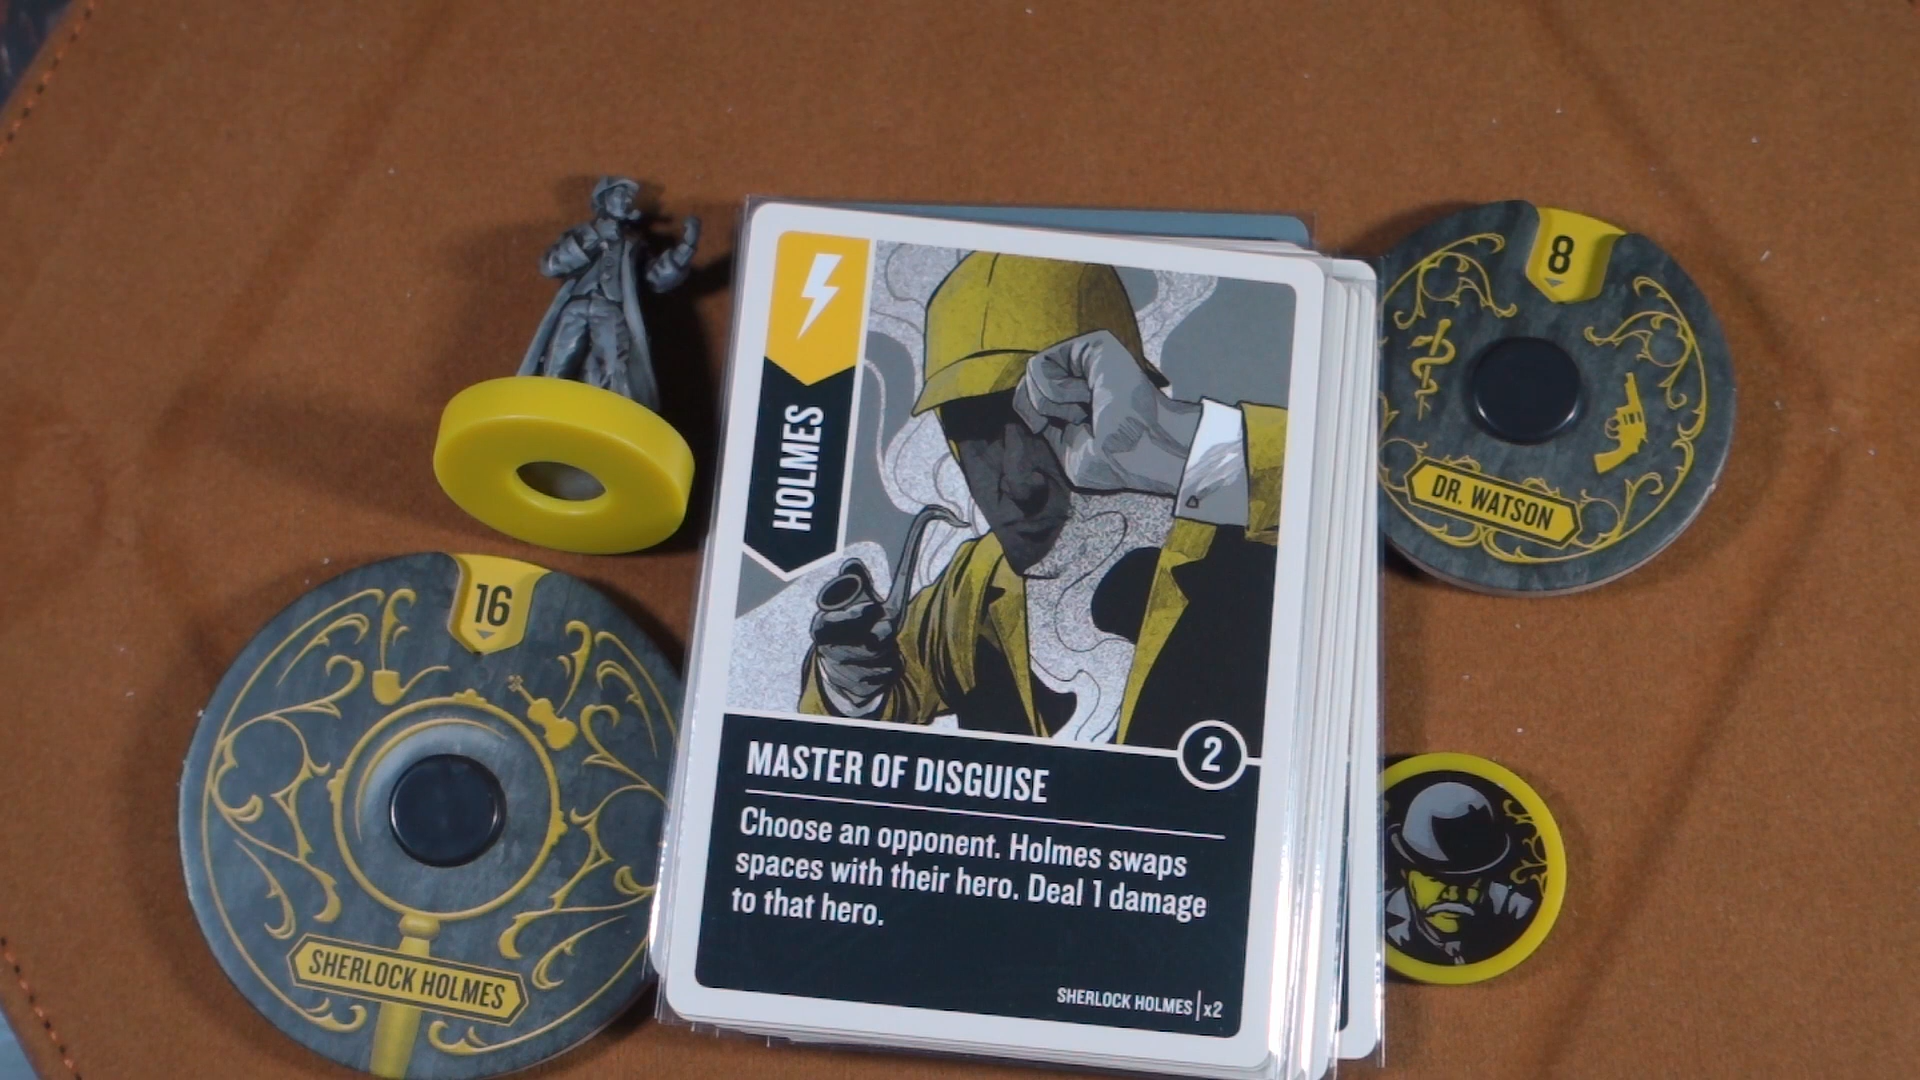 HOLMES
MASTER OF DISGUISE
2
Choose an opponent. Holmes swaps
spaces with their hero. Deal 1 damage
to that hero.
SHERLOCK HOLMES | x2
16
SHERLOCK HOLMES
8
DR. WATSON